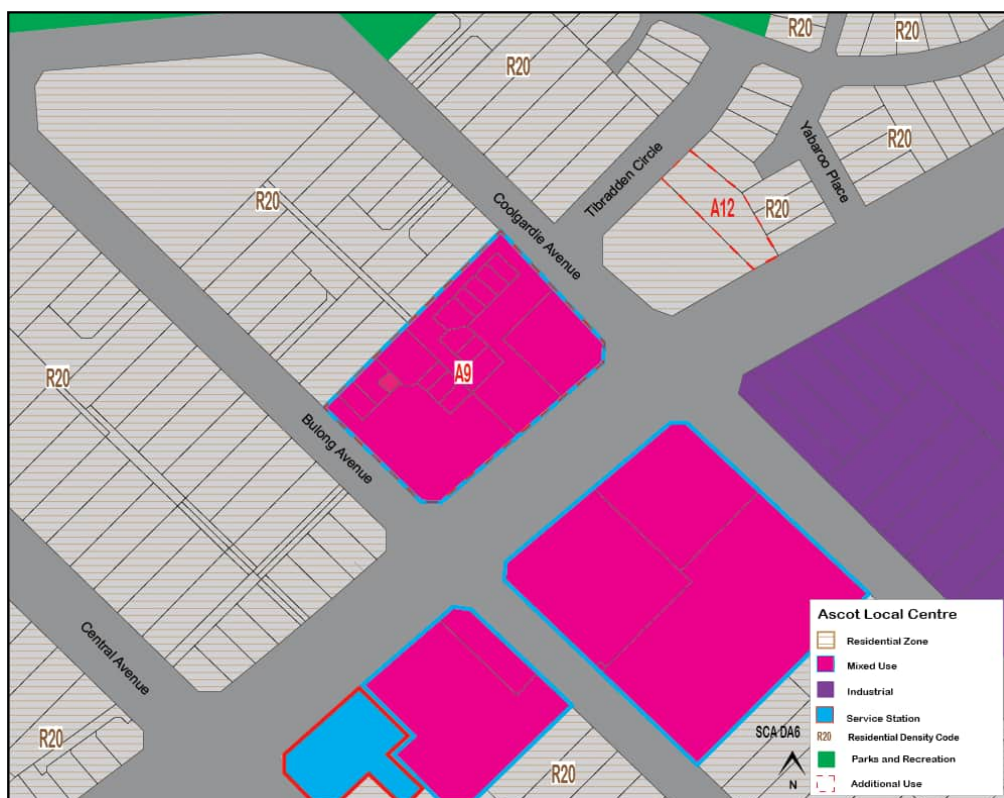 R20
R20
R20
R20
Yabaroo Place
Tibradden Circle
R20
A12
R20
Coolgardie Avenue
R20
A9
R20
Bulong Avenue
Central Avenue
R20
R20
SCA DA6
N
Ascot Local Centre
Residential Zone
Mixed Use
Industrial
Service Station
R20 Residential Density Code
Parks and Recreation
Additional Use